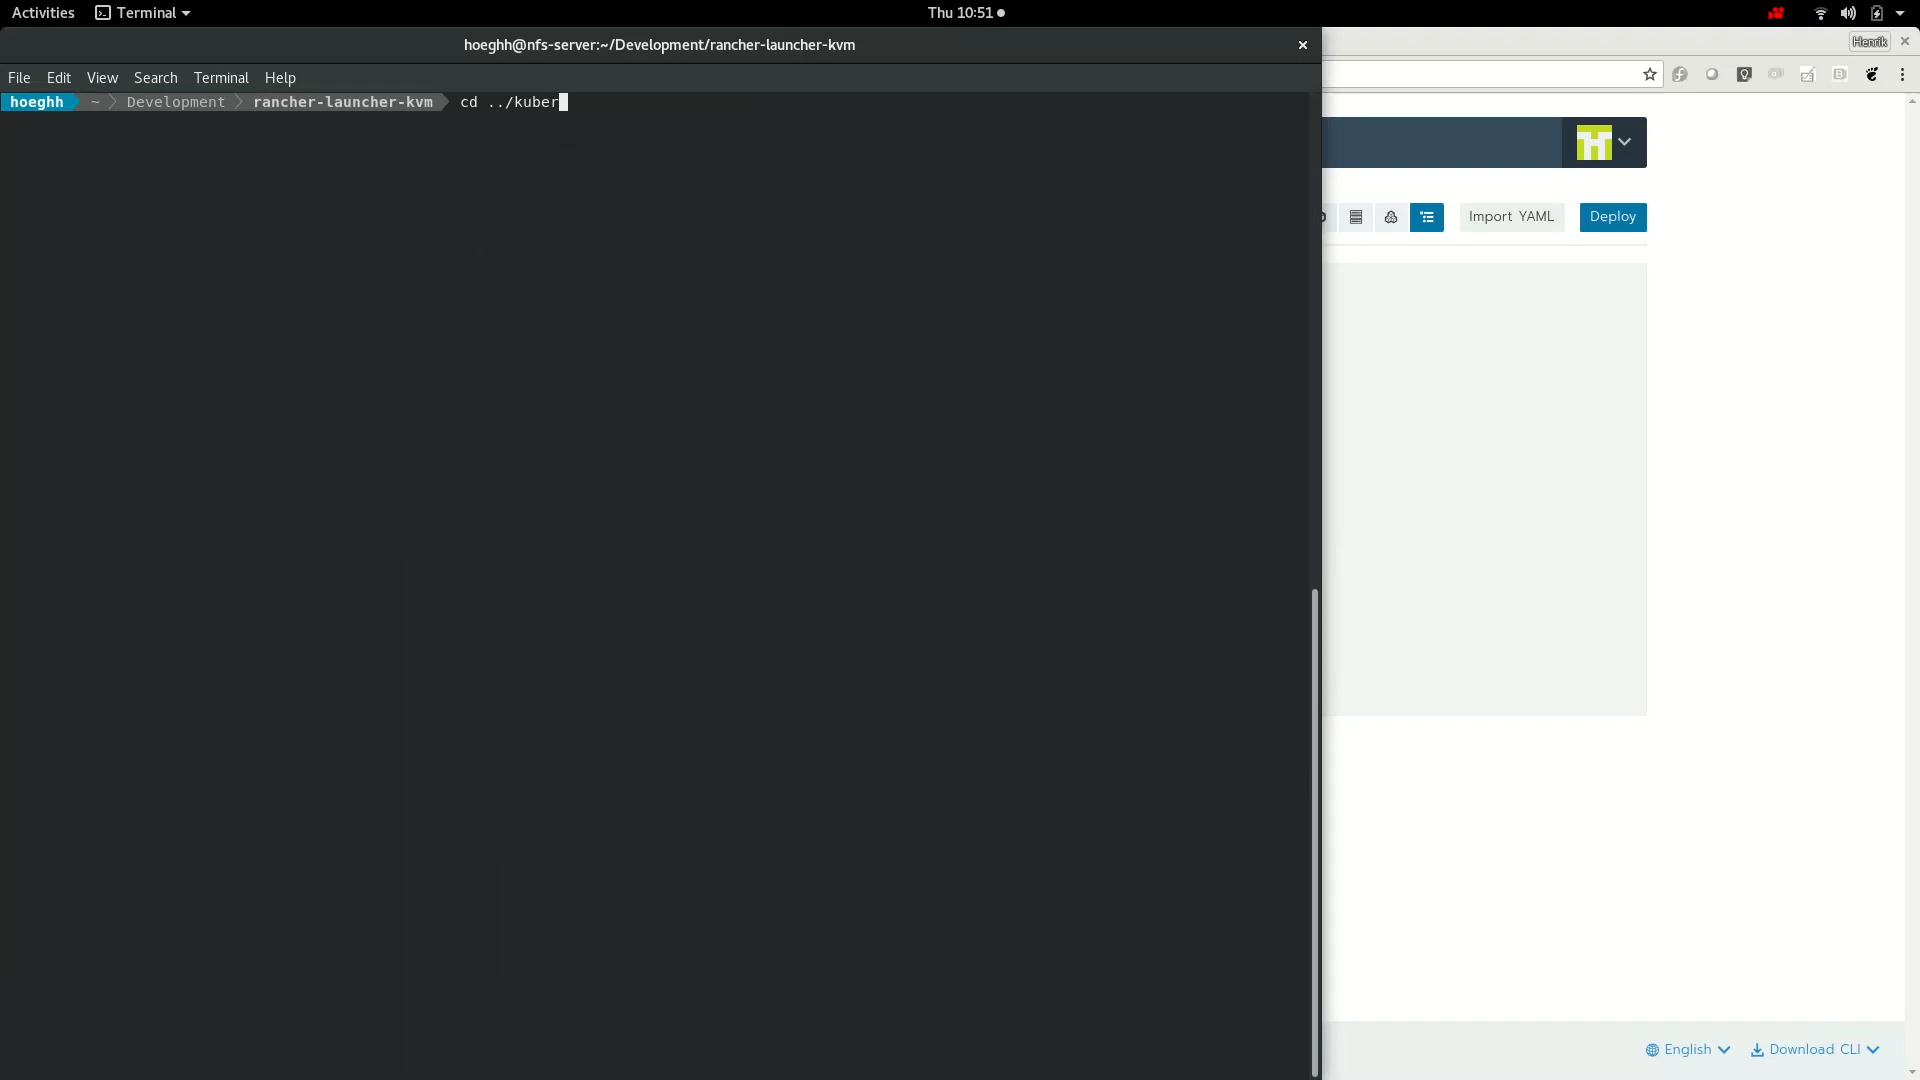 Activities Terminal Thu 10:51
hoeghh@nfs-server:~/Development/rancher-launcher-kvm
Henrik
File Edit View Search Terminal Help
hoeghh ~ Development rancher-launcher-kvm cd ../kuber
Import YAML Deploy
English Download CLI